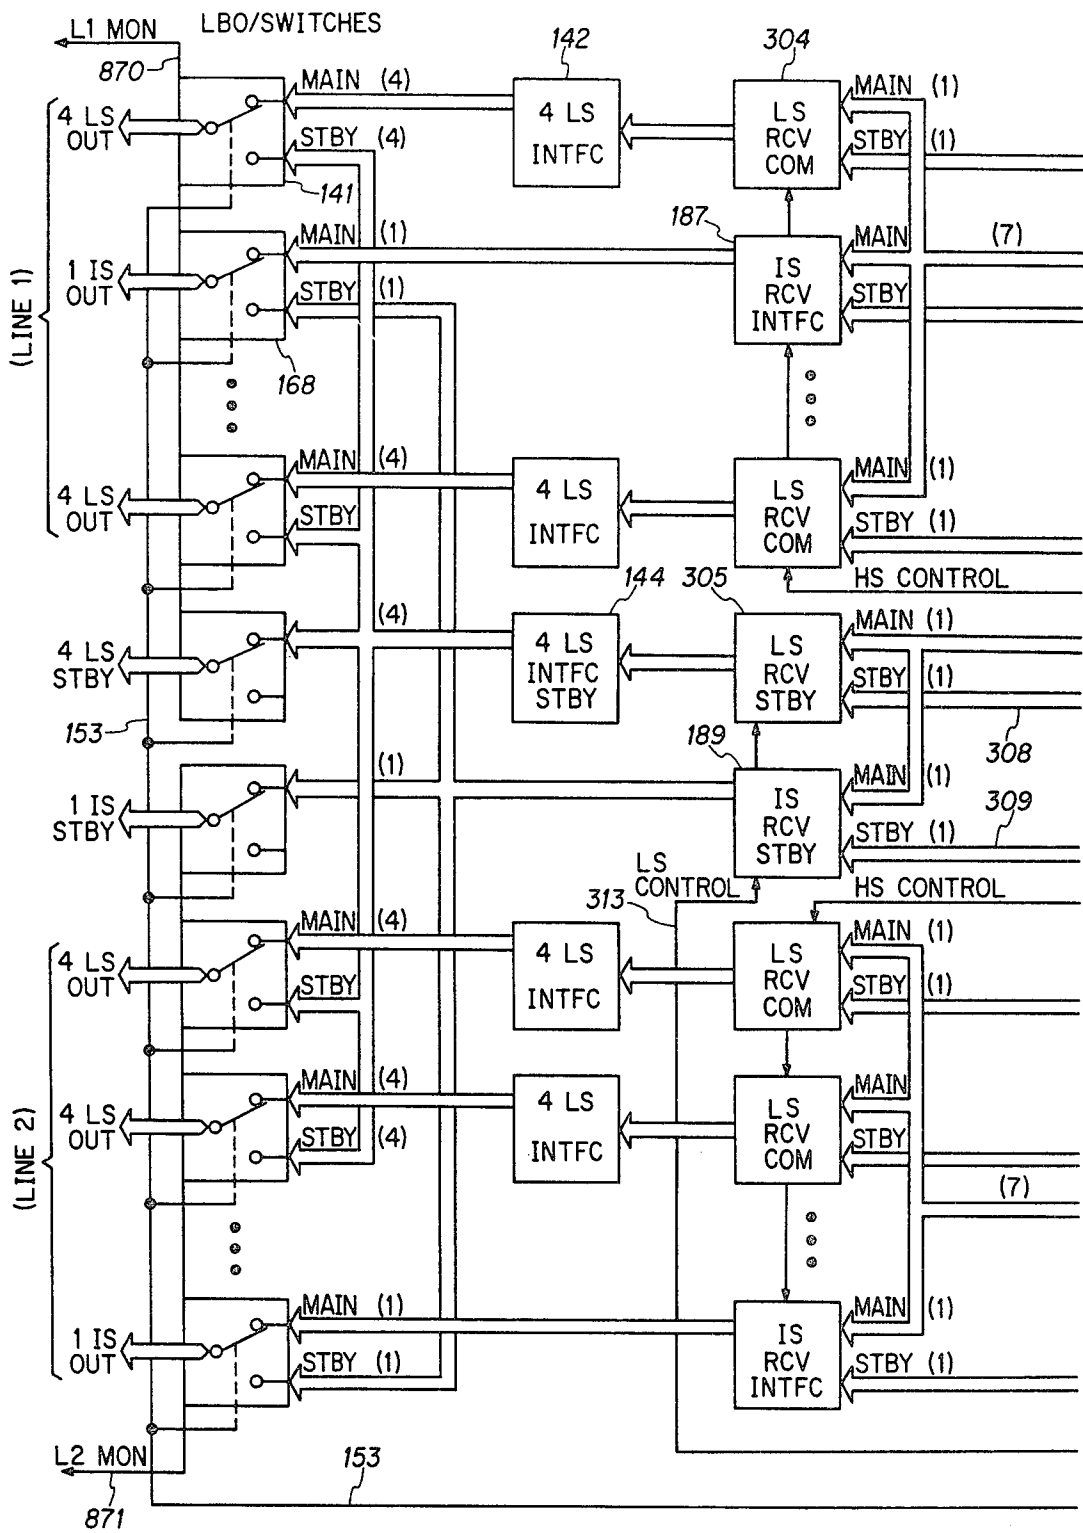 L1 MON
LBO/SWITCHES
870
142
304
MAIN (4)
4 LS
OUT
STBY (4)
141
4 LS
INTFC
LS
RCV
COM
MAIN (1)
STBY (1)
(LINE 1)
187
MAIN (1)
1 IS
OUT
STBY (1)
168
IS
RCV
INTFC
MAIN
STBY
(7)
MAIN (4)
4 LS
OUT
STBY
4 LS
INTFC
LS
RCV
COM
MAIN (1)
STBY (1)
HS CONTROL
144
305
(4)
4 LS
STBY
4 LS
INTFC
STBY
LS
RCV
STBY
MAIN (1)
STBY (1)
308
153
189
(1)
1 IS
STBY
IS
RCV
STBY
MAIN (1)
STBY (1)
309
LS
CONTROL
313
HS CONTROL
(LINE 2)
MAIN (4)
4 LS
OUT
STBY
4 LS
INTFC
LS
RCV
COM
MAIN (1)
STBY (1)
MAIN (4)
4 LS
OUT
STBY (4)
4 LS
INTFC
LS
RCV
COM
MAIN
STBY
(7)
MAIN (1)
1 IS
OUT
STBY (1)
IS
RCV
INTFC
MAIN (1)
STBY (1)
L2 MON
871
153